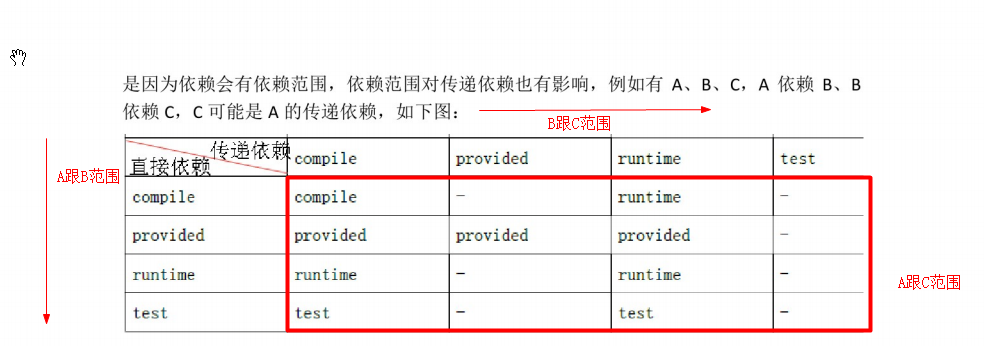 是因为依赖会有依赖范围，依赖范围对传递依赖也有影响，例如有 A、B、C，A 依赖 B、B
依赖 C，C 可能是 A 的传递依赖，如下图：
B跟C范围
A跟B范围
传递依赖
直接依赖
compile provided runtime test
compile compile - runtime -
provided provided provided provided -
runtime runtime - runtime -
test test - test -
A跟C范围